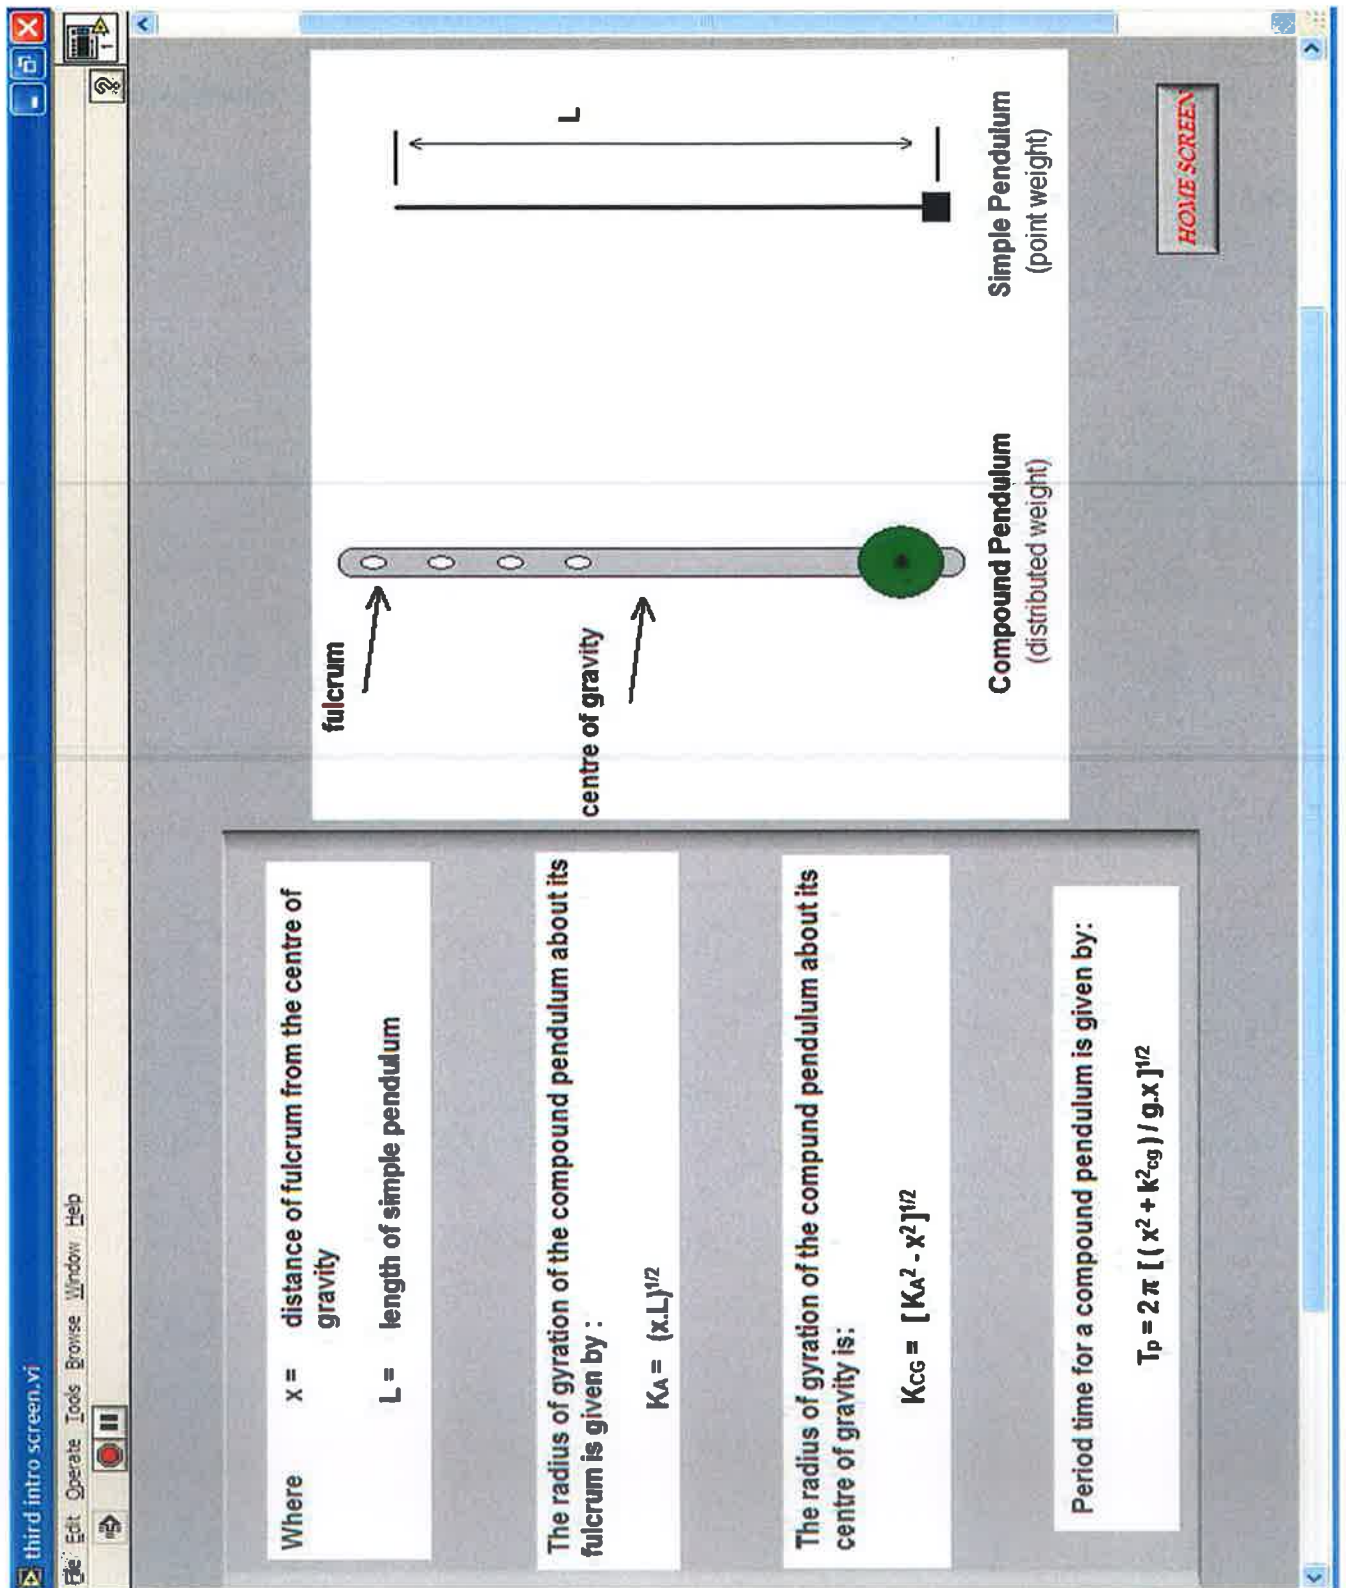 third intro screen.vi
File Edit Operate Tools Browse Window Help
Where x = distance of fulcrum from the centre of
gravity
L = length of simple pendulum
The radius of gyration of the compound pendulum about its
fulcrum is given by :
KA = (x.L)^1/2
The radius of gyration of the compund pendulum about its
centre of gravity is:
KCG = [KA² - x²]^1/2
Period time for a compound pendulum is given by:
Tp = 2 π [ ( x² + k²cg ) / g.x ]^1/2
fulcrum
centre of gravity
L
Compound Pendulum
(distributed weight)
Simple Pendulum
(point weight)
HOME SCREEN